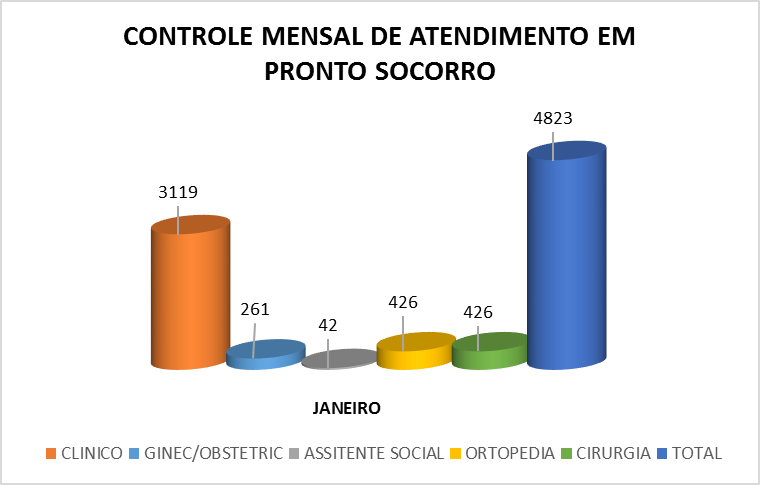 CONTROLE MENSAL DE ATENDIMENTO EM
PRONTO SOCORRO
4823
3119
261
42
426
426
JANEIRO
CLINICO GINEC/OBSTETRIC ASSITENTE SOCIAL ORTOPEDIA CIRURGIA TOTAL